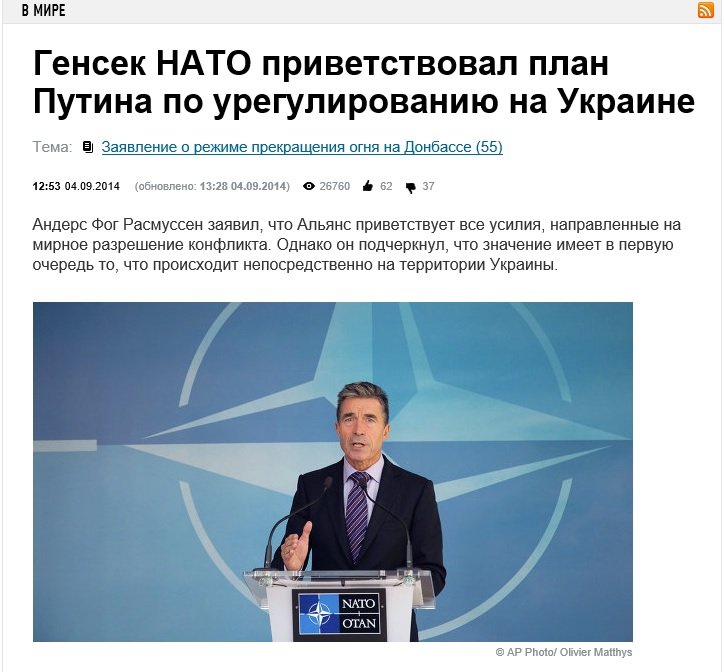 В МИРЕ
Генсек НАТО приветствовал план
Путина по урегулированию на Украине
Тема: Заявление о режиме прекращения огня на Донбассе (55)
12:53 04.09.2014 (обновлено: 13:28 04.09.2014) 26760 62 37
Андерс Фог Расмуссен заявил, что Альянс приветствует все усилия, направленные на
мирное разрешение конфликта. Однако он подчеркнул, что значение имеет в первую
очередь то, что происходит непосредственно на территории Украины.
NATO
OTAN
© AP Photo/ Olivier Matthys